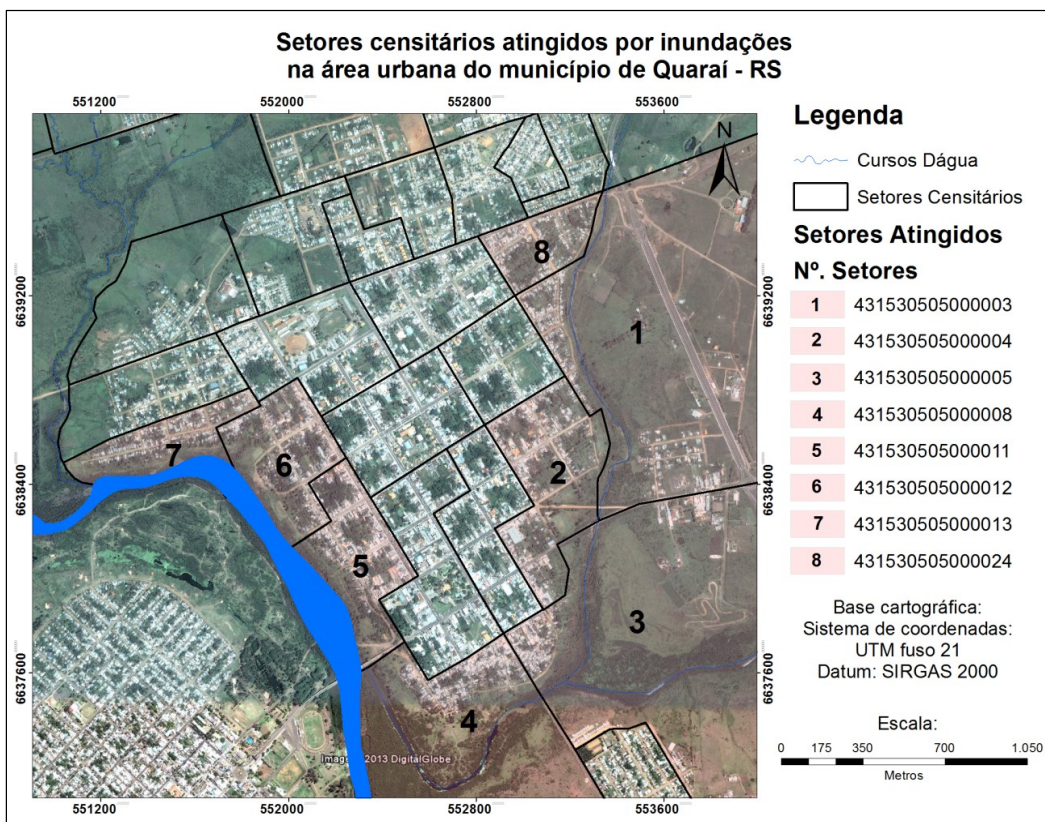 Setores censitários atingidos por inundações
na área urbana do município de Quaraí - RS
551200
552000
552800
553600
6639200
6638400
6637600
6639200
6638400
6637600
N
8
1
2
7
6
5
3
4
Image © 2013 DigitalGlobe
551200
552000
552800
553600
Legenda
Cursos Dágua
Setores Censitários
Setores Atingidos
Nº. Setores
1 431530505000003
2 431530505000004
3 431530505000005
4 431530505000008
5 431530505000011
6 431530505000012
7 431530505000013
8 431530505000024
Base cartográfica:
Sistema de coordenadas:
UTM fuso 21
Datum: SIRGAS 2000
Escala:
0 175 350 700 1.050
Metros